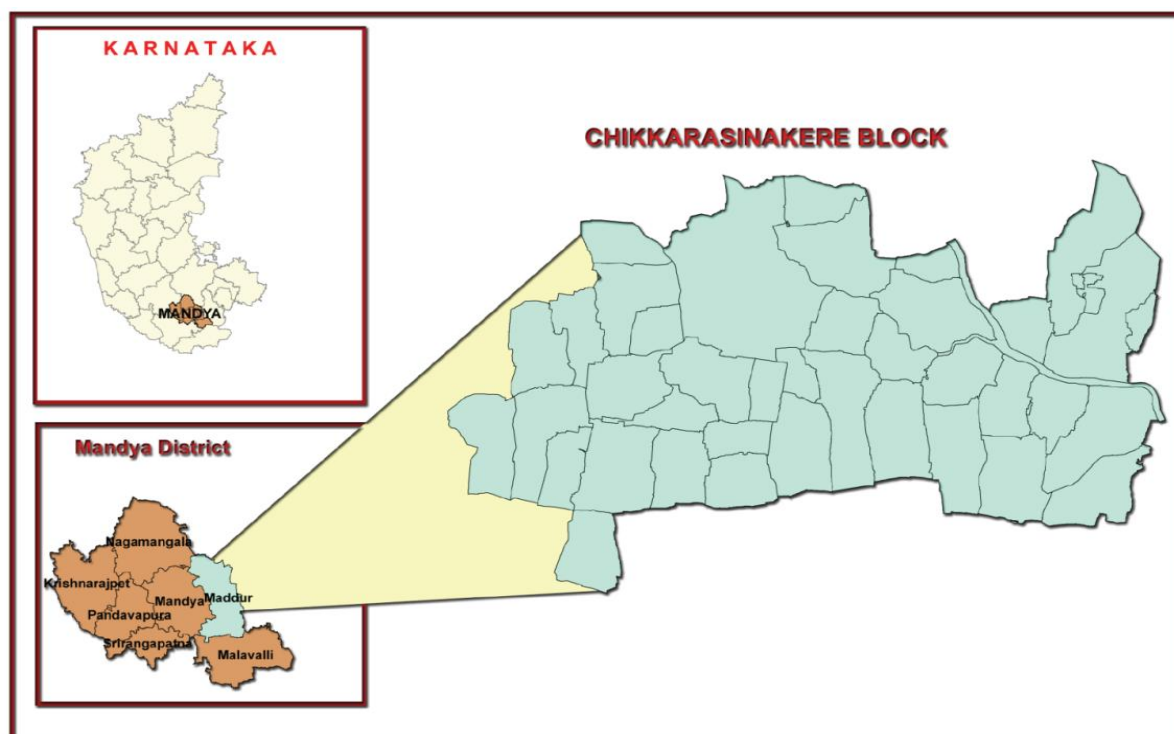 KARNATAKA
MANDYA
CHIKKARASINAKERE BLOCK
Mandya District
Nagamangala
Krishnarajpet
Mandya
Maddur
Pandavapura
Srirangapatna
Malavalli